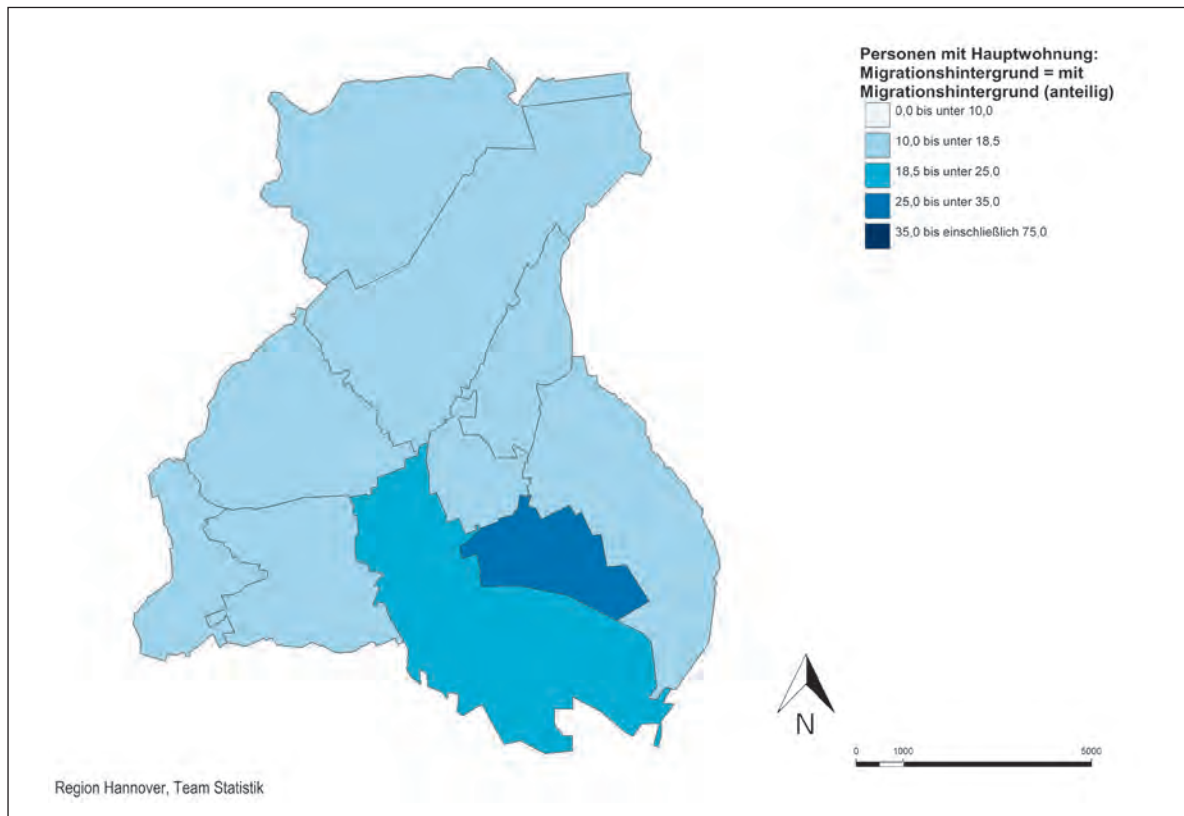 Personen mit Hauptwohnung:
Migrationshintergrund = mit
Migrationshintergrund (anteilig)
0,0 bis unter 10,0
10,0 bis unter 18,5
18,5 bis unter 25,0
25,0 bis unter 35,0
35,0 bis einschließlich 75,0
N
0 1000 5000
Region Hannover, Team Statistik